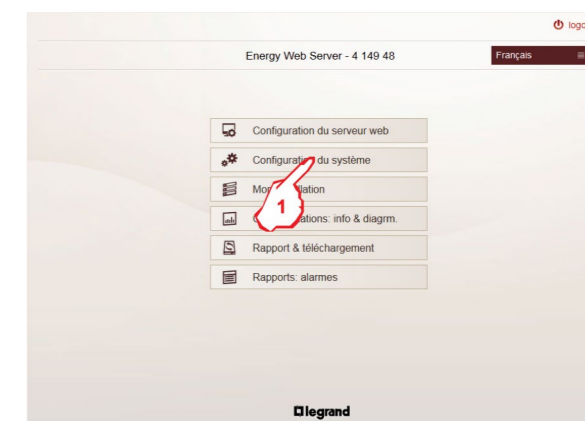 logo
Energy Web Server - 4 149 48
Français
Configuration du serveur web
Configuration du système
1
info & diagrm.
Rapport & téléchargement
Rapports: alarmes
legrand